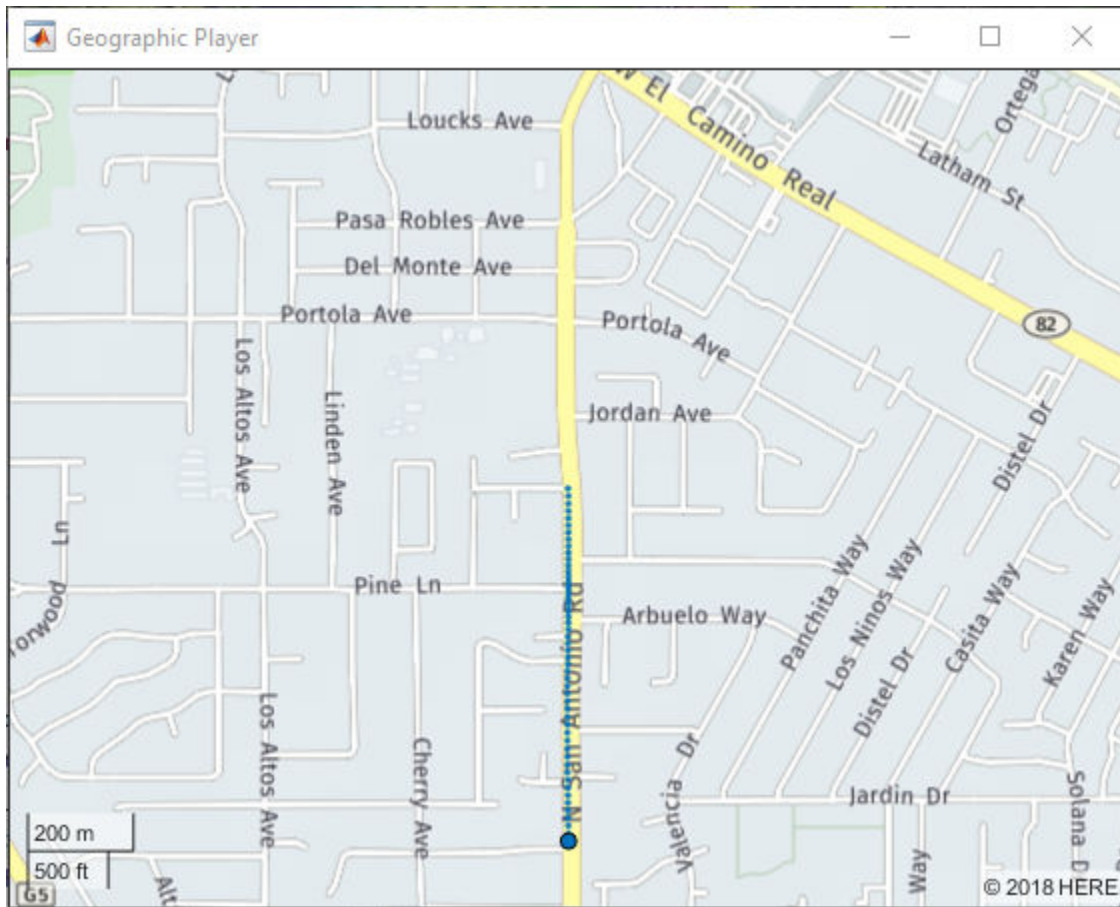 Geographic Player
W El Camino Real
Loucks Ave
Ortega
Latham St
Pasa Robles Ave
Del Monte Ave
Portola Ave
Portola Ave
82
Los Altos Ave
Linden Ave
Jordan Ave
Distel Dr
Pine Ln
N San Antonio Rd
Arbuelo Way
Panchita Way
Los Ninos Way
Distel Dr
Casita Way
Karen Way
Los Altos Ave
Cherry Ave
Valencia Dr
Jardin Dr
Solana D
Way
200 m
500 ft
G5
Alt
© 2018 HERE